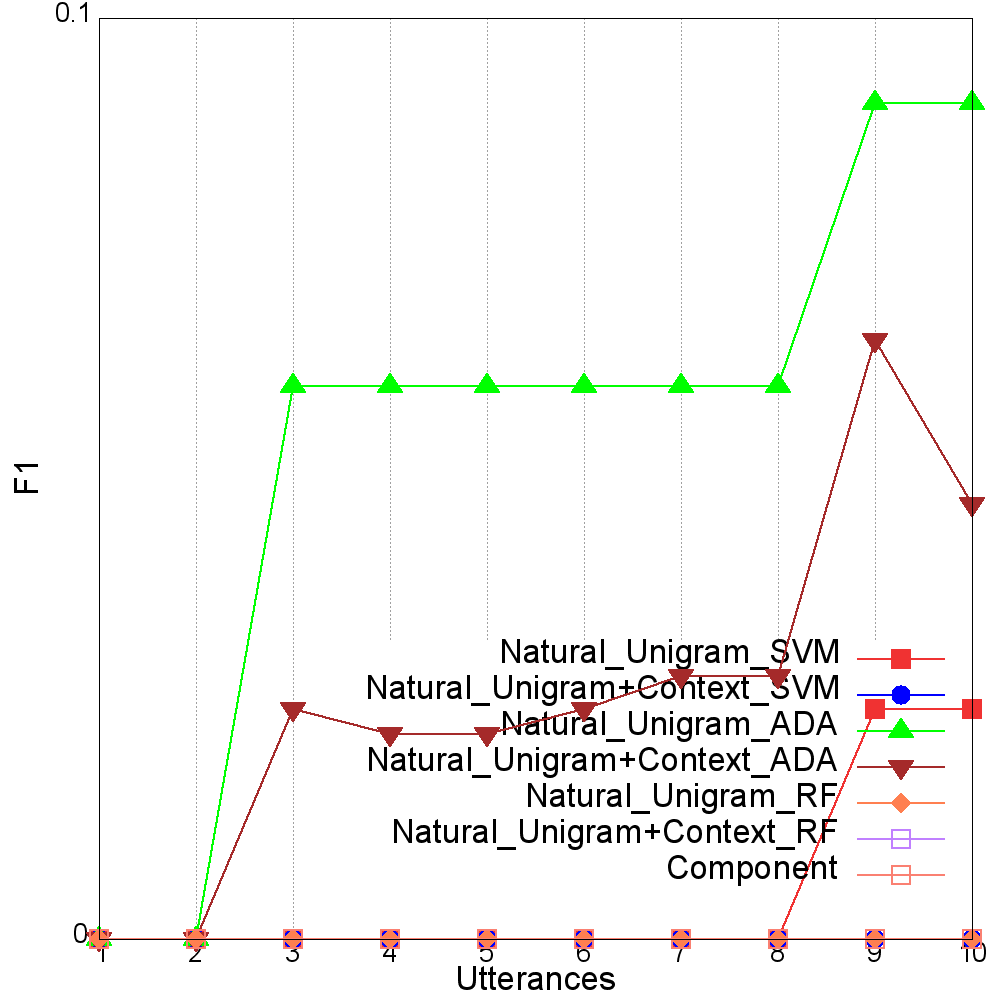 0.1
F1
Natural_Unigram_SVM
Natural_Unigram+Context_SVM
Natural_Unigram_ADA
Natural_Unigram+Context_ADA
Natural_Unigram_RF
Natural_Unigram+Context_RF
Component
0
1 2 3 4 5 6 7 8 9 10
Utterances